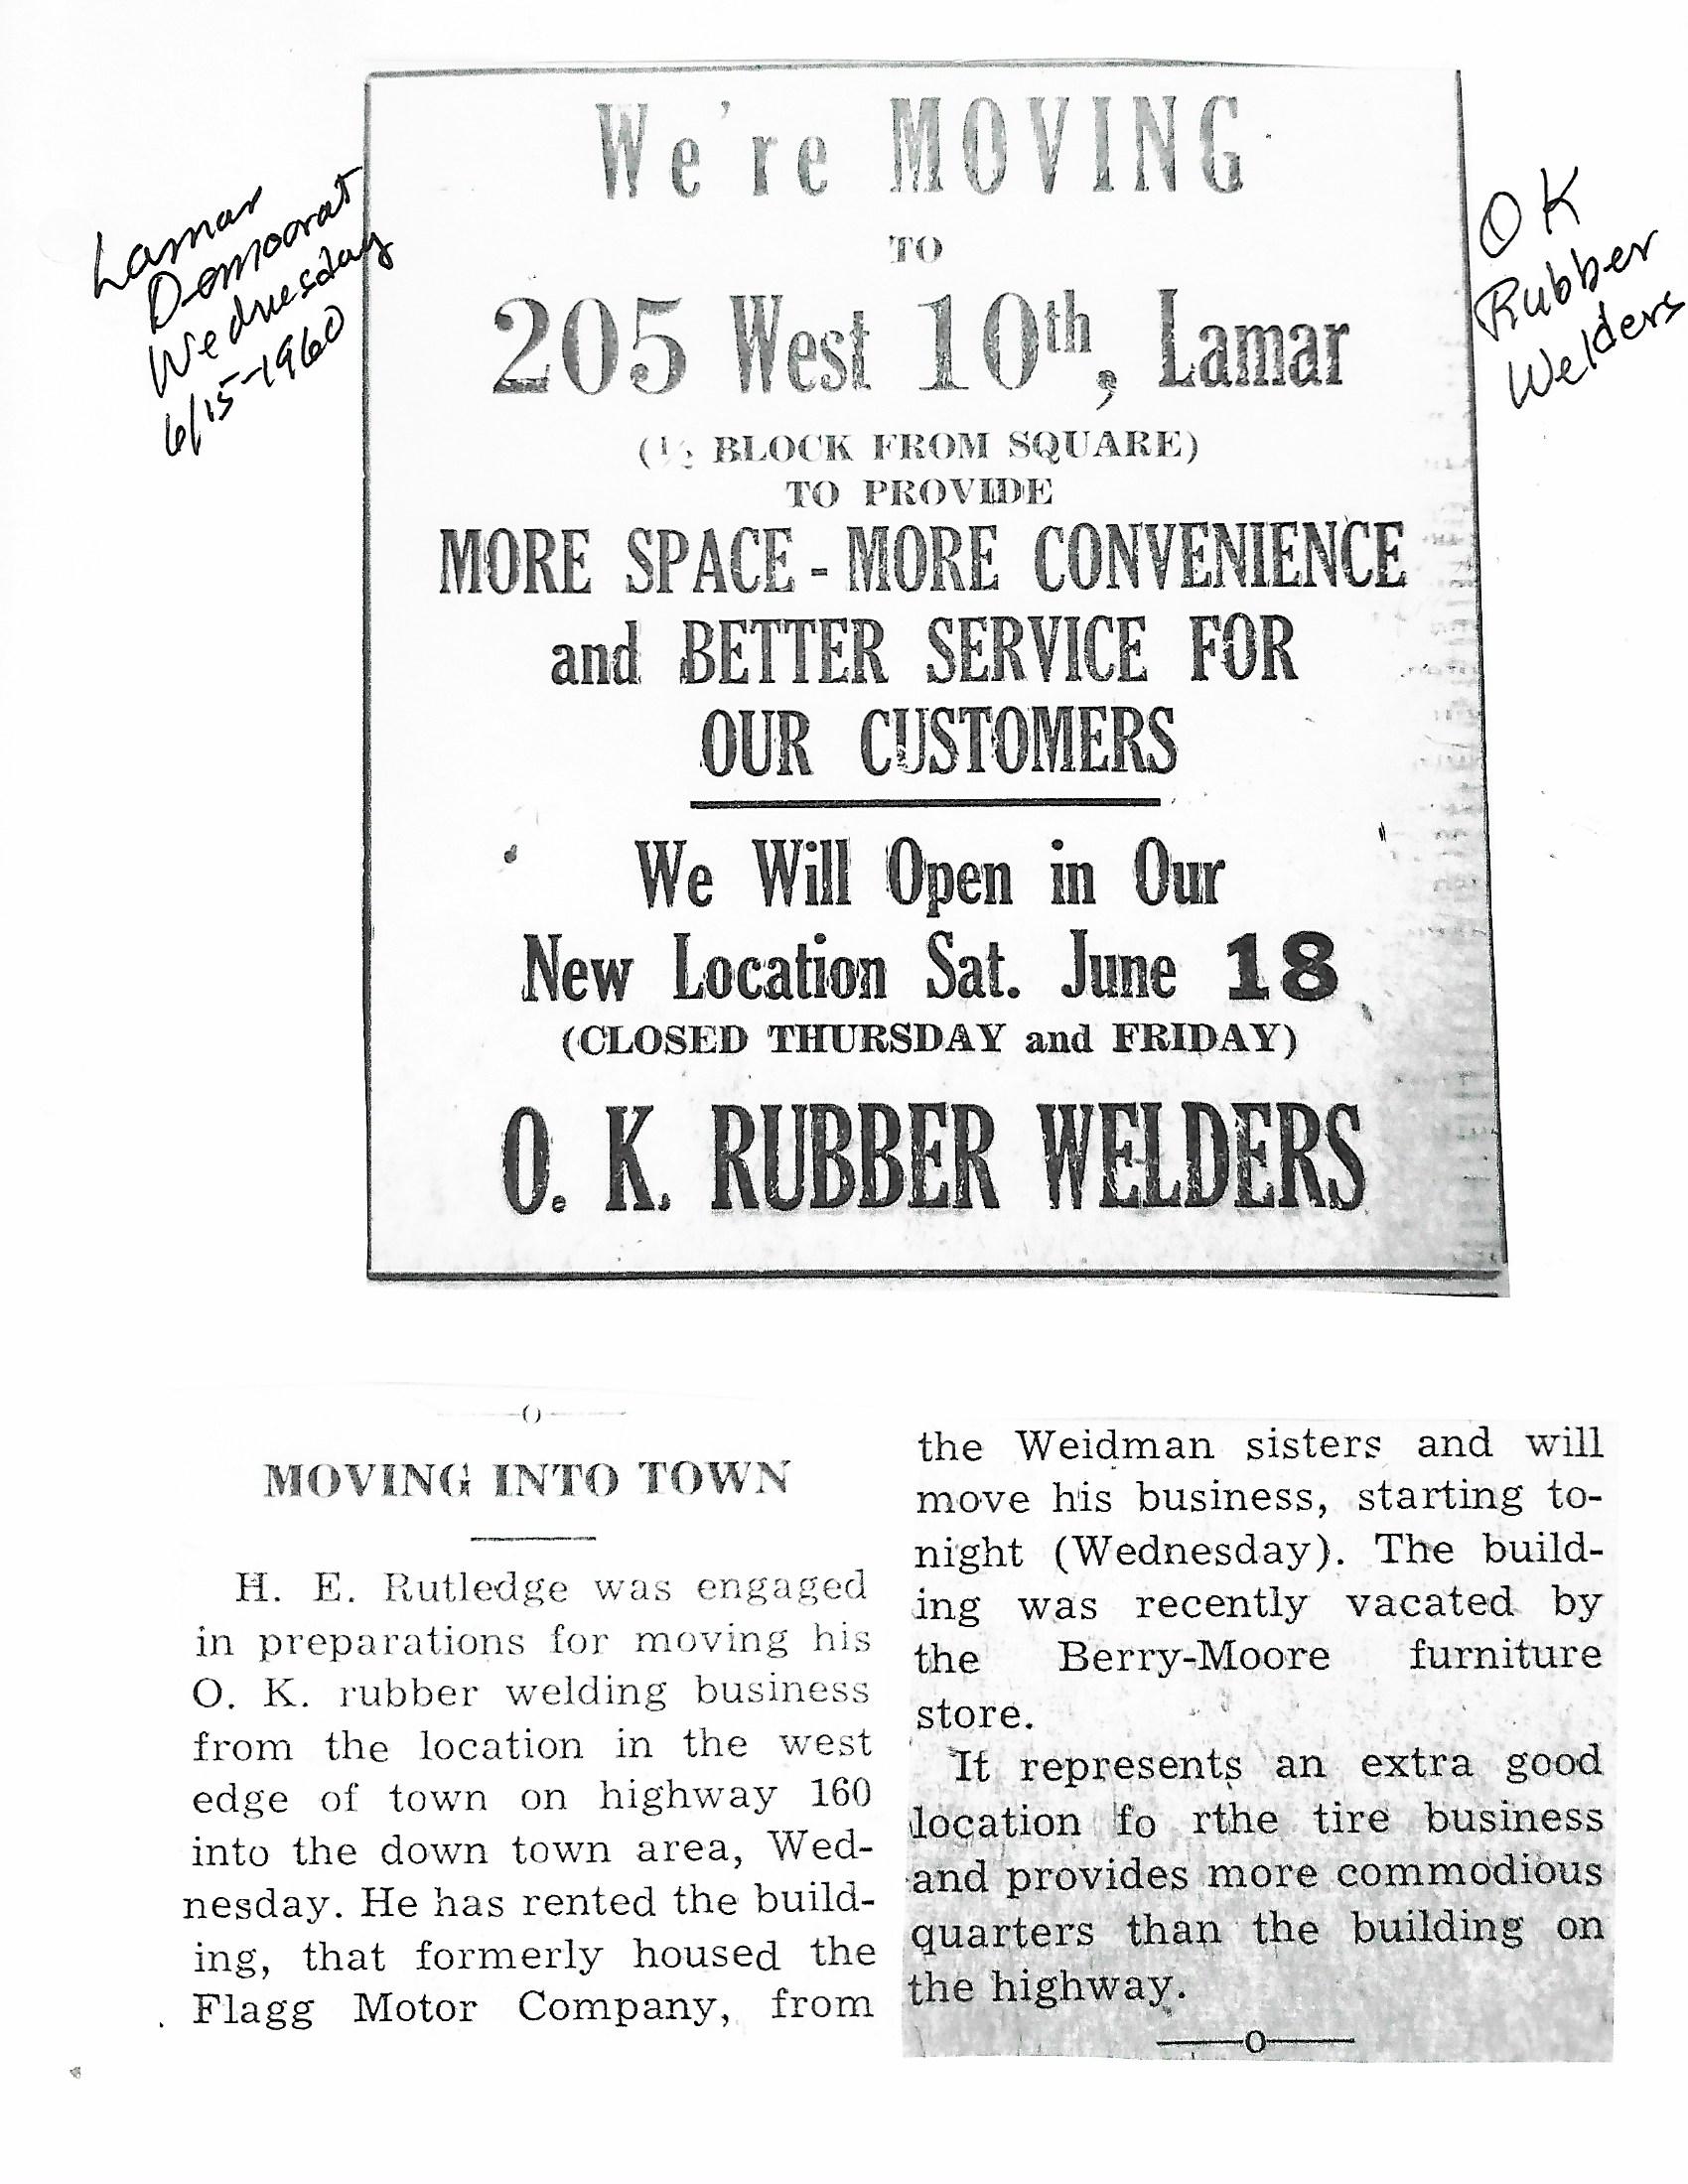 Lamar
Democrat
Wednesday
6/15-1960
OK
Rubber
Welders
We're MOVING
TO
205 West 10th, Lamar
(½ BLOCK FROM SQUARE)
TO PROVIDE
MORE SPACE - MORE CONVENIENCE
and BETTER SERVICE FOR
OUR CUSTOMERS
We Will Open in Our
New Location Sat. June 18
(CLOSED THURSDAY and FRIDAY)
O. K. RUBBER WELDERS
MOVING INTO TOWN
H. E. Rutledge was engaged
in preparations for moving his
O. K. rubber welding business
from the location in the west
edge of town on highway 160
into the down town area, Wed-
nesday. He has rented the build-
ing, that formerly housed the
Flagg Motor Company, from
the Weidman sisters and will
move his business, starting to-
night (Wednesday). The build-
ing was recently vacated by
the Berry-Moore furniture
store.
It represents an extra good
location fo rthe tire business
and provides more commodious
quarters than the building on
the highway.